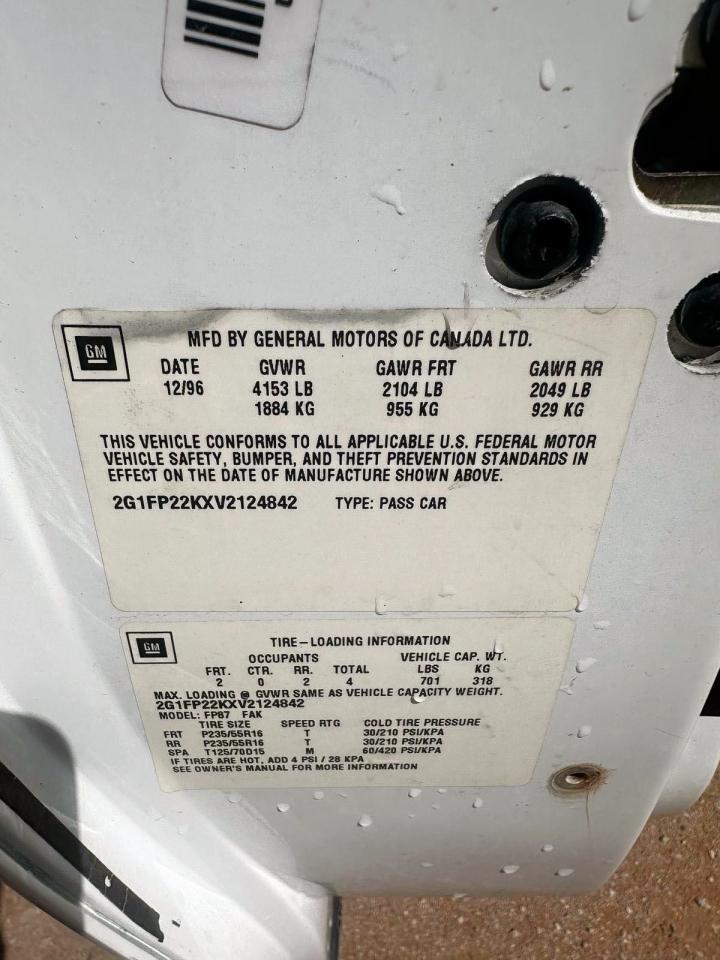 GM
MFD BY GENERAL MOTORS OF CANADA LTD.
DATE GVWR GAWR FRT GAWR RR
12/96 4153 LB 2104 LB 2049 LB
1884 KG 955 KG 929 KG
THIS VEHICLE CONFORMS TO ALL APPLICABLE U.S. FEDERAL MOTOR
VEHICLE SAFETY, BUMPER, AND THEFT PREVENTION STANDARDS IN
EFFECT ON THE DATE OF MANUFACTURE SHOWN ABOVE.
2G1FP22KXV2124842 TYPE: PASS CAR
GM
TIRE-LOADING INFORMATION
OCCUPANTS VEHICLE CAP. WT.
FRT. CTR. RR. TOTAL LBS KG
2 0 2 4 701 318
MAX. LOADING @ GVWR SAME AS VEHICLE CAPACITY WEIGHT.
2G1FP22KXV2124842
MODEL: FP87 FAK
TIRE SIZE SPEED RTG COLD TIRE PRESSURE
FRT P235/55R16 T 30/210 PSI/KPA
RR P235/55R16 T 30/210 PSI/KPA
SPA T125/70D15 M 60/420 PSI/KPA
IF TIRES ARE HOT, ADD 4 PSI / 28 KPA
SEE OWNER'S MANUAL FOR MORE INFORMATION